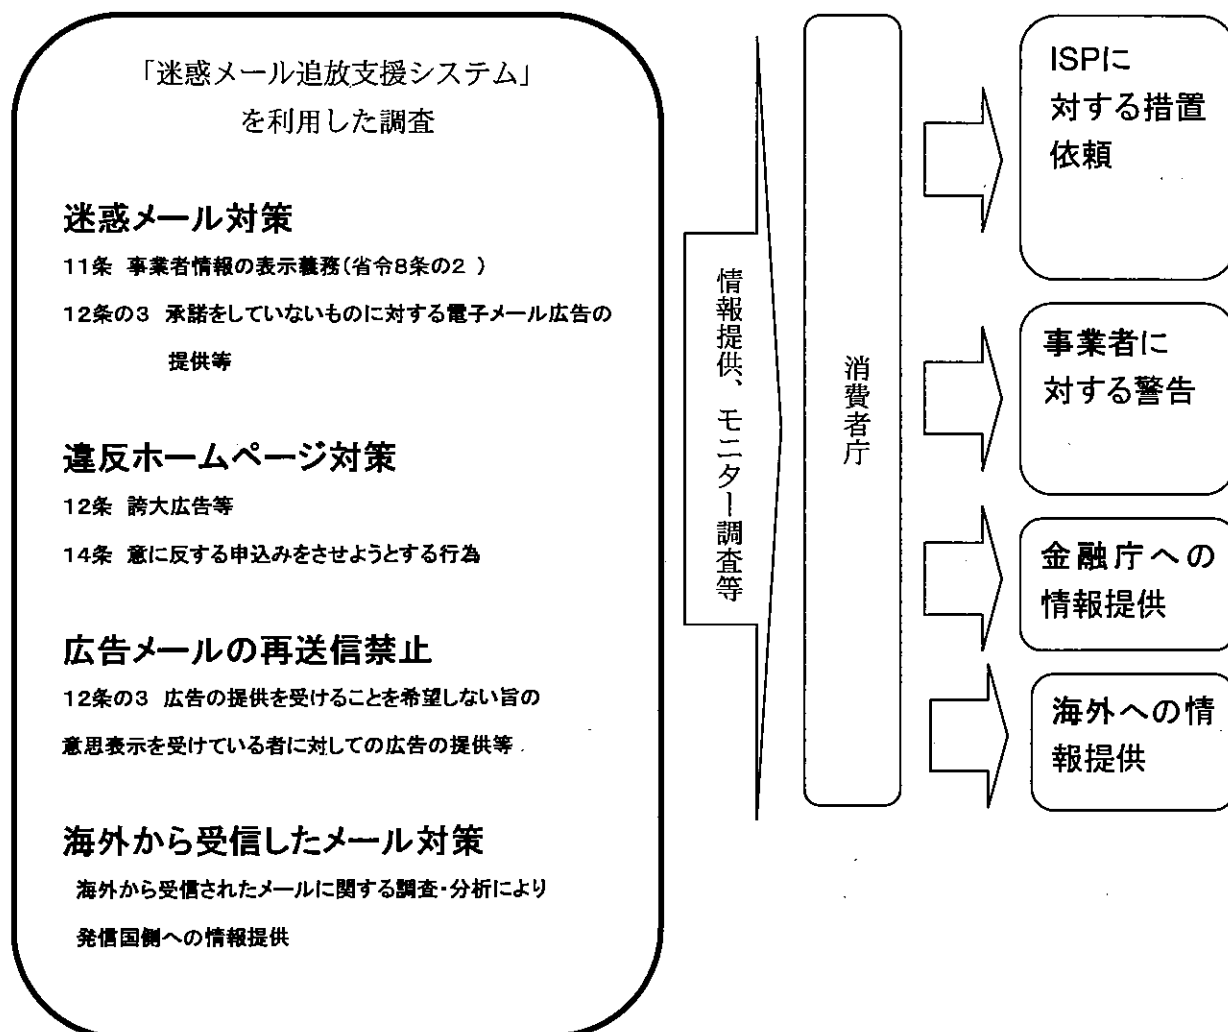 「迷惑メール追放支援システム」
を利用した調査
迷惑メール対策
11条 事業者情報の表示義務(省令8条の2 )
12条の3 承諾をしていないものに対する電子メール広告の
提供等
違反ホームページ対策
12条 誇大広告等
14条 意に反する申込みをさせようとする行為
広告メールの再送信禁止
12条の3 広告の提供を受けることを希望しない旨の
意思表示を受けている者に対しての広告の提供等
海外から受信したメール対策
海外から受信されたメールに関する調査・分析により
発信国側への情報提供
情報提供、モニター調査等
消費者庁
ISPに
対する措置
依頼
事業者に
対する警告
金融庁への
情報提供
海外への情
報提供